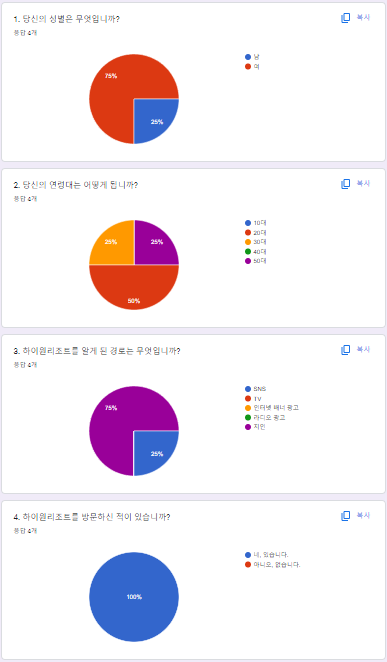 1. 당신의 성별은 무엇입니까?
복사
응답 4개
남
여
75%
25%
2. 당신의 연령대는 어떻게 됩니까?
복사
응답 4개
10대
20대
30대
40대
50대
25%
25%
50%
3. 하이원리조트를 알게 된 경로는 무엇입니까?
복사
응답 4개
SNS
TV
인터넷 배너 광고
라디오 광고
지인
75%
25%
4. 하이원리조트를 방문하신 적이 있습니까?
복사
응답 4개
네, 있습니다.
아니오, 없습니다.
100%